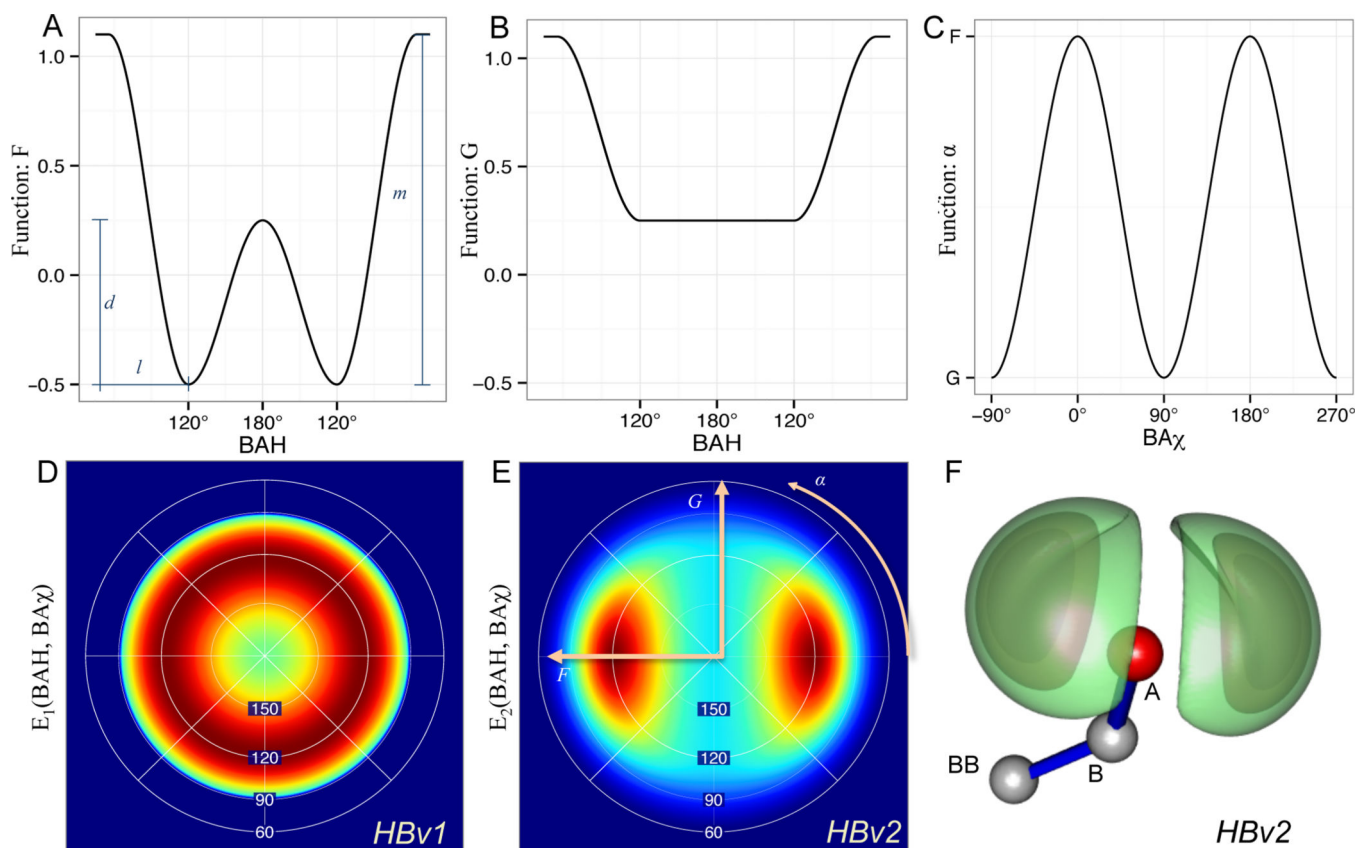 A
Function: F
1.0
0.5
0.0
−0.5
d
l
m
120°
180°
120°
BAH
B
Function: G
1.0
0.5
0.0
−0.5
120°
180°
120°
BAH
C
Function: α
F
G
−90°
0°
90°
180°
270°
BAχ
D
E₁(BAH, BAχ)
150
120
90
60
HBv1
E
E₂(BAH, BAχ)
G
α
F
150
120
90
60
HBv2
F
A
B
BB
HBv2